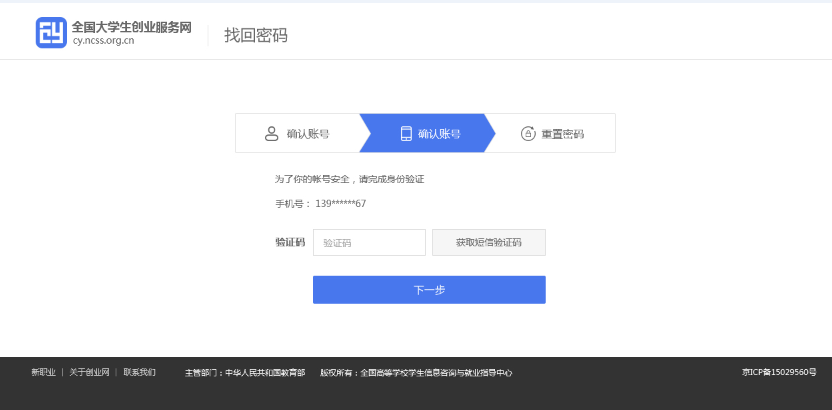 全国大学生创业服务网
cy.ncss.org.cn
找回密码
确认账号 确认账号 重置密码
为了你的帐号安全，请完成身份验证
手机号： 139******67
验证码 验证码 获取短信验证码
下一步
新职业 | 关于创业网 | 联系我们 主管部门：中华人民共和国教育部 版权所有：全国高等学校学生信息咨询与就业指导中心 京ICP备15029560号